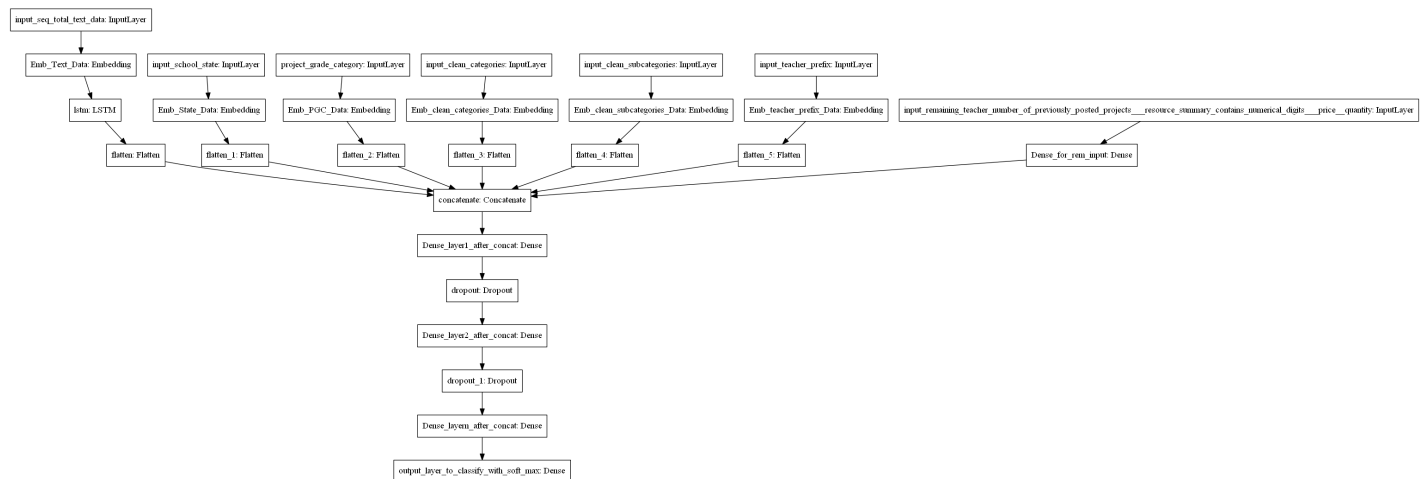 input_seq_total_text_data: InputLayer
Emb_Text_Data: Embedding
input_school_state: InputLayer
project_grade_category: InputLayer
input_clean_categories: InputLayer
input_clean_subcategories: InputLayer
input_teacher_prefix: InputLayer
lstm: LSTM
Emb_State_Data: Embedding
Emb_PGC_Data: Embedding
Emb_clean_categories_Data: Embedding
Emb_clean_subcategories_Data: Embedding
Emb_teacher_prefix_Data: Embedding
input_remaining_teacher_number_of_previously_posted_projects___resource_summary_contains_numerical_digits___price__quantity: InputLayer
flatten: Flatten
flatten_1: Flatten
flatten_2: Flatten
flatten_3: Flatten
flatten_4: Flatten
flatten_5: Flatten
Dense_for_rem_input: Dense
concatenate: Concatenate
Dense_layer1_after_concat: Dense
dropout: Dropout
Dense_layer2_after_concat: Dense
dropout_1: Dropout
Dense_layern_after_concat: Dense
output_layer_to_classify_with_soft_max: Dense